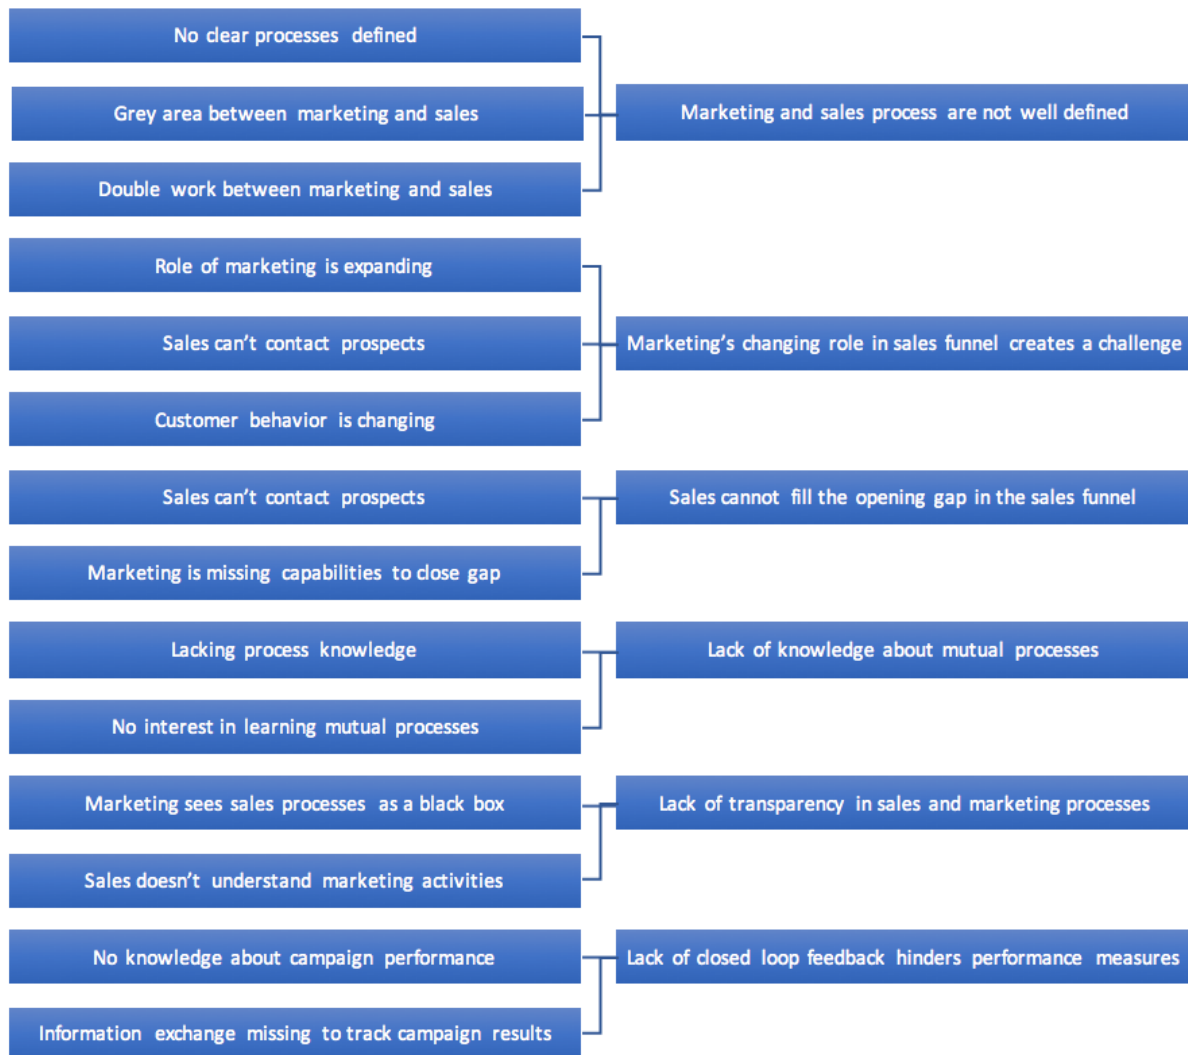 No clear processes defined
Grey area between marketing and sales
Marketing and sales process are not well defined
Double work between marketing and sales
Role of marketing is expanding
Sales can't contact prospects
Marketing's changing role in sales funnel creates a challenge
Customer behavior is changing
Sales can't contact prospects
Sales cannot fill the opening gap in the sales funnel
Marketing is missing capabilities to close gap
Lacking process knowledge
Lack of knowledge about mutual processes
No interest in learning mutual processes
Marketing sees sales processes as a black box
Lack of transparency in sales and marketing processes
Sales doesn't understand marketing activities
No knowledge about campaign performance
Lack of closed loop feedback hinders performance measures
Information exchange missing to track campaign results